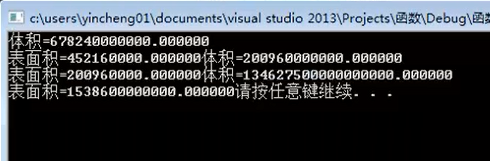 c:\users\yincheng01\documents\visual studio 2013\Projects\函数\Debug\函数
体积=678240000000.000000
表面积=452160000.000000体积=200960000000.000000
表面积=200960000.000000体积=134627500000000000.000000
表面积=1538600000000.000000请按任意键继续. . .